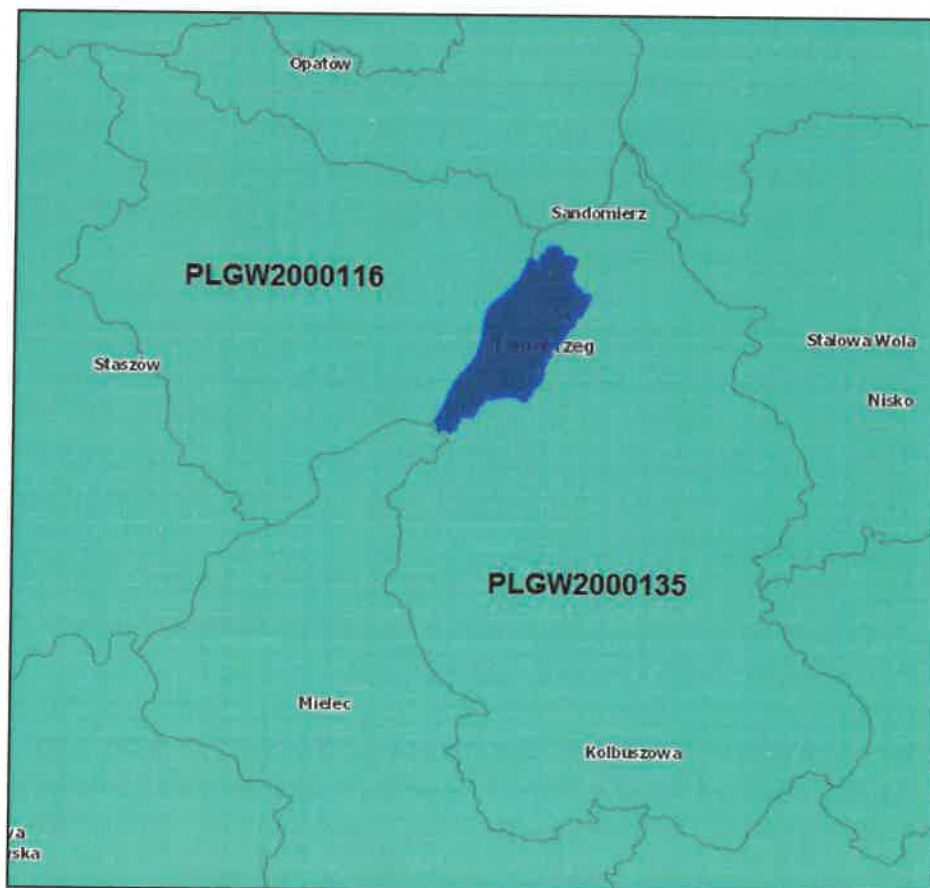 Opatów
Sandomierz
PLGW2000116
Stalowa Wola
Staszów
Nisko
PLGW2000135
Mielec
Kolbuszowa